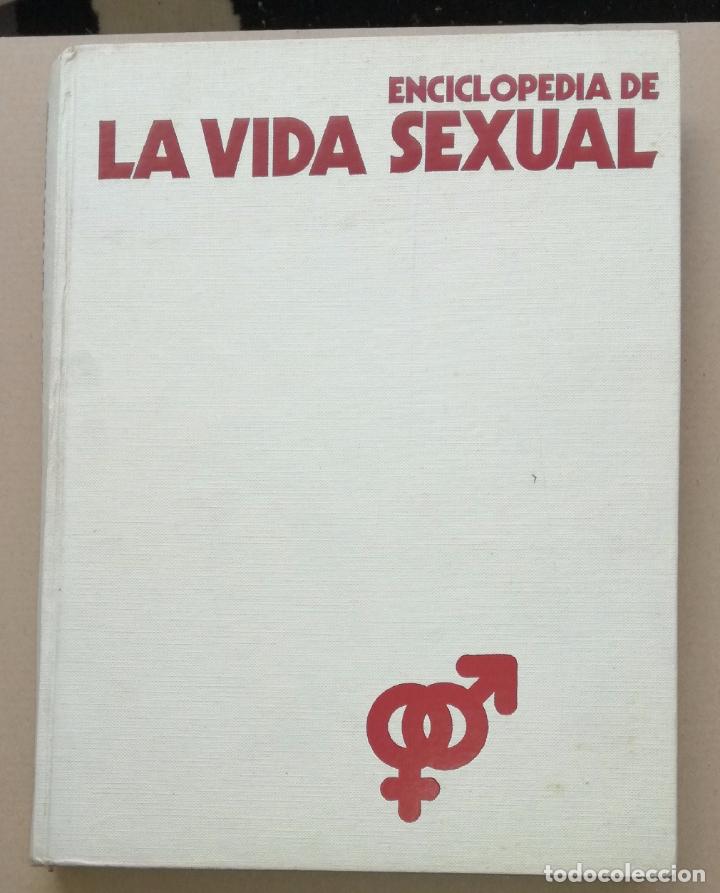 ENCICLOPEDIA DE
LA VIDA SEXUAL
todocoleccion